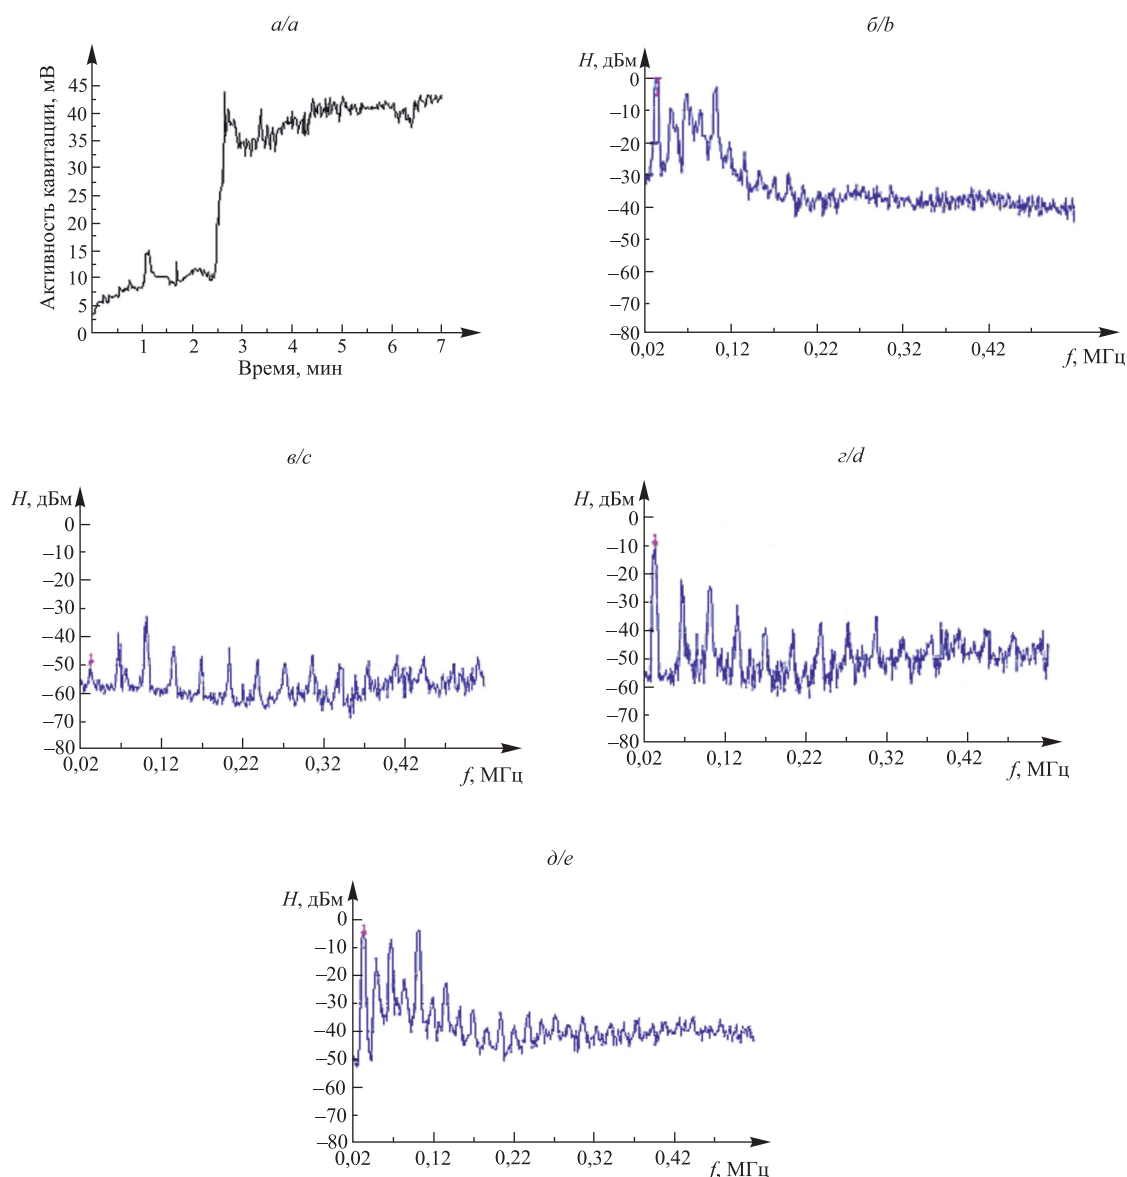 а/a
Активность кавитации, мВ
45
40
35
30
25
20
15
10
5
0
1 2 3 4 5 6 7
Время, мин
б/b
H, дБм
0
–10
–20
–30
–40
–50
–60
–70
–80
0,02 0,12 0,22 0,32 0,42
f, МГц
в/c
H, дБм
0
–10
–20
–30
–40
–50
–60
–70
–80
0,02 0,12 0,22 0,32 0,42
f, МГц
г/d
H, дБм
0
–10
–20
–30
–40
–50
–60
–70
–80
0,02 0,12 0,22 0,32 0,42
f, МГц
д/e
H, дБм
0
–10
–20
–30
–40
–50
–60
–70
–80
0,02 0,12 0,22 0,32 0,42
f, МГц